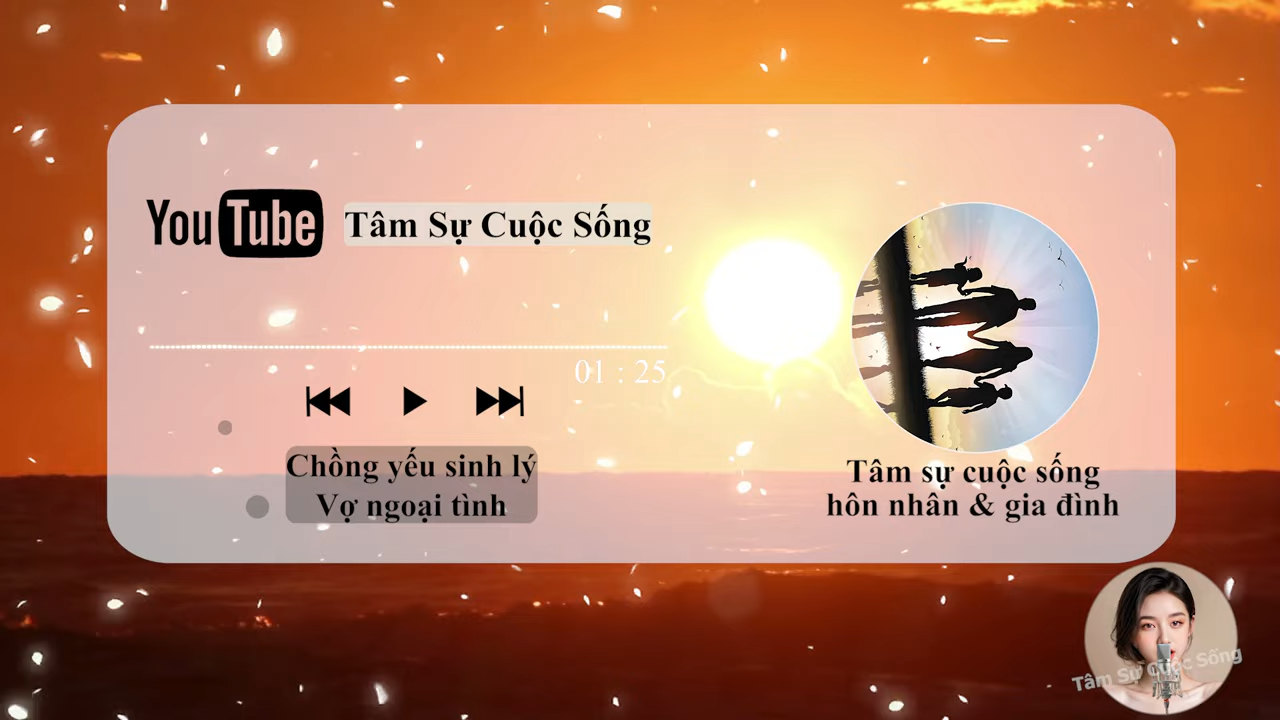 YouTube Tâm Sự Cuộc Sống
01 : 25
Chồng yếu sinh lý
Vợ ngoại tình
Tâm sự cuộc sống
hôn nhân & gia đình
Tâm Sự Cuộc Sống